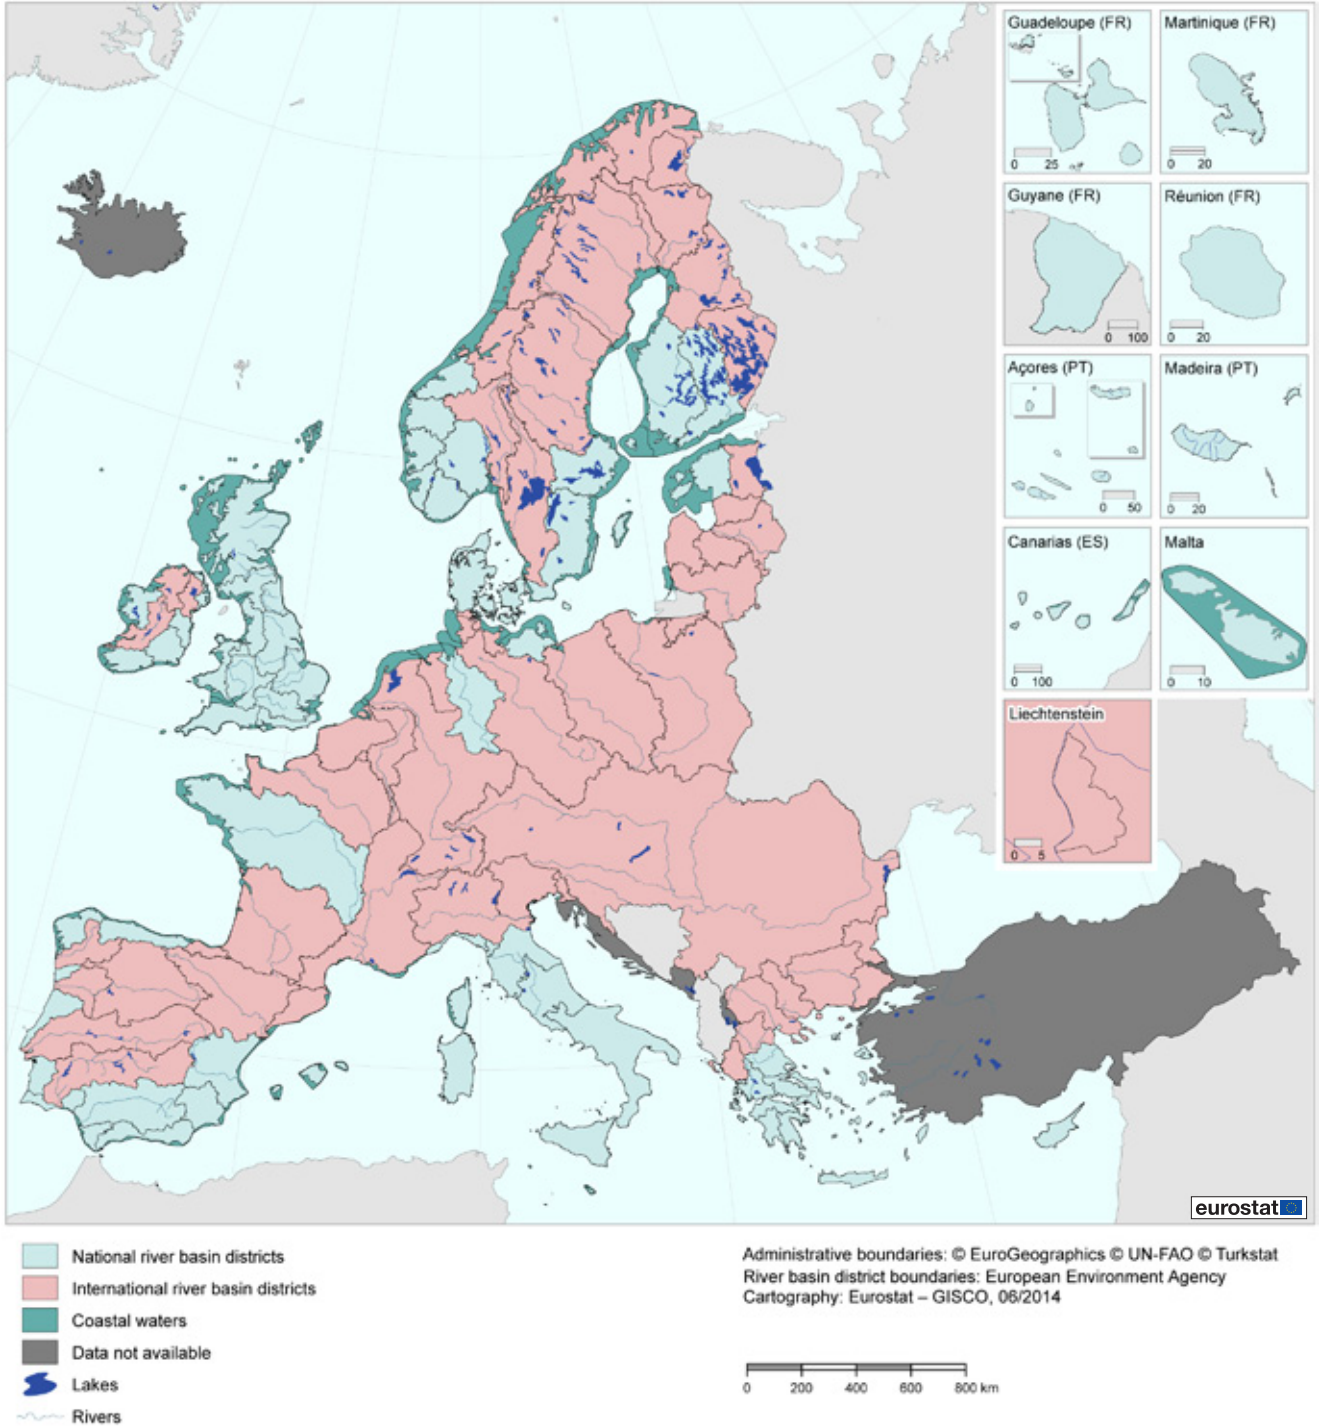 Guadeloupe (FR)
0 25
Martinique (FR)
0 20
Guyane (FR)
0 100
Réunion (FR)
0 20
Açores (PT)
0 50
Madeira (PT)
0 20
Canarias (ES)
0 100
Malta
0 10
Liechtenstein
0 5
eurostat
National river basin districts
International river basin districts
Coastal waters
Data not available
Lakes
Rivers
Administrative boundaries: © EuroGeographics © UN-FAO © Turkstat
River basin district boundaries: European Environment Agency
Cartography: Eurostat – GISCO, 06/2014
0 200 400 600 800 km